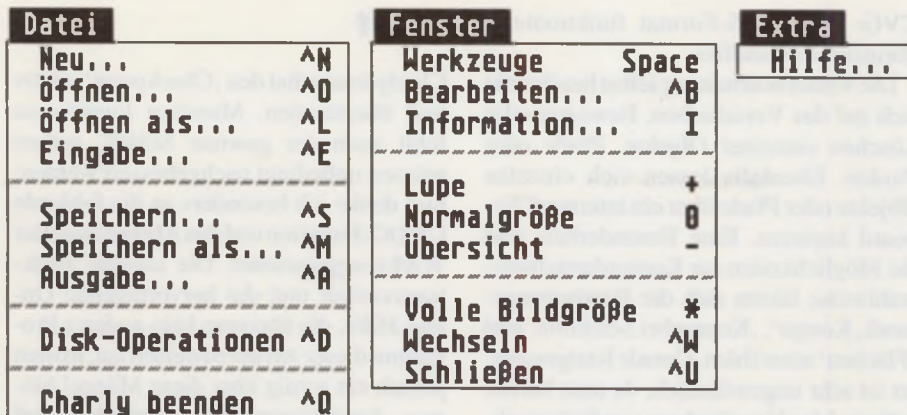 Datei
Neu... ^N
Öffnen... ^O
Öffnen als... ^L
Eingabe... ^E
Speichern... ^S
Speichern als... ^M
Ausgabe... A
Disk-Operationen ^D
Charly beenden ^Q
Fenster
Werkzeuge Space
Bearbeiten... ^B
Information... I
Lupe +
Normalgröße
Übersicht -
Volle Bildgröße *
Wechseln ^W
Schließen ^U
Extra
Hilfe...